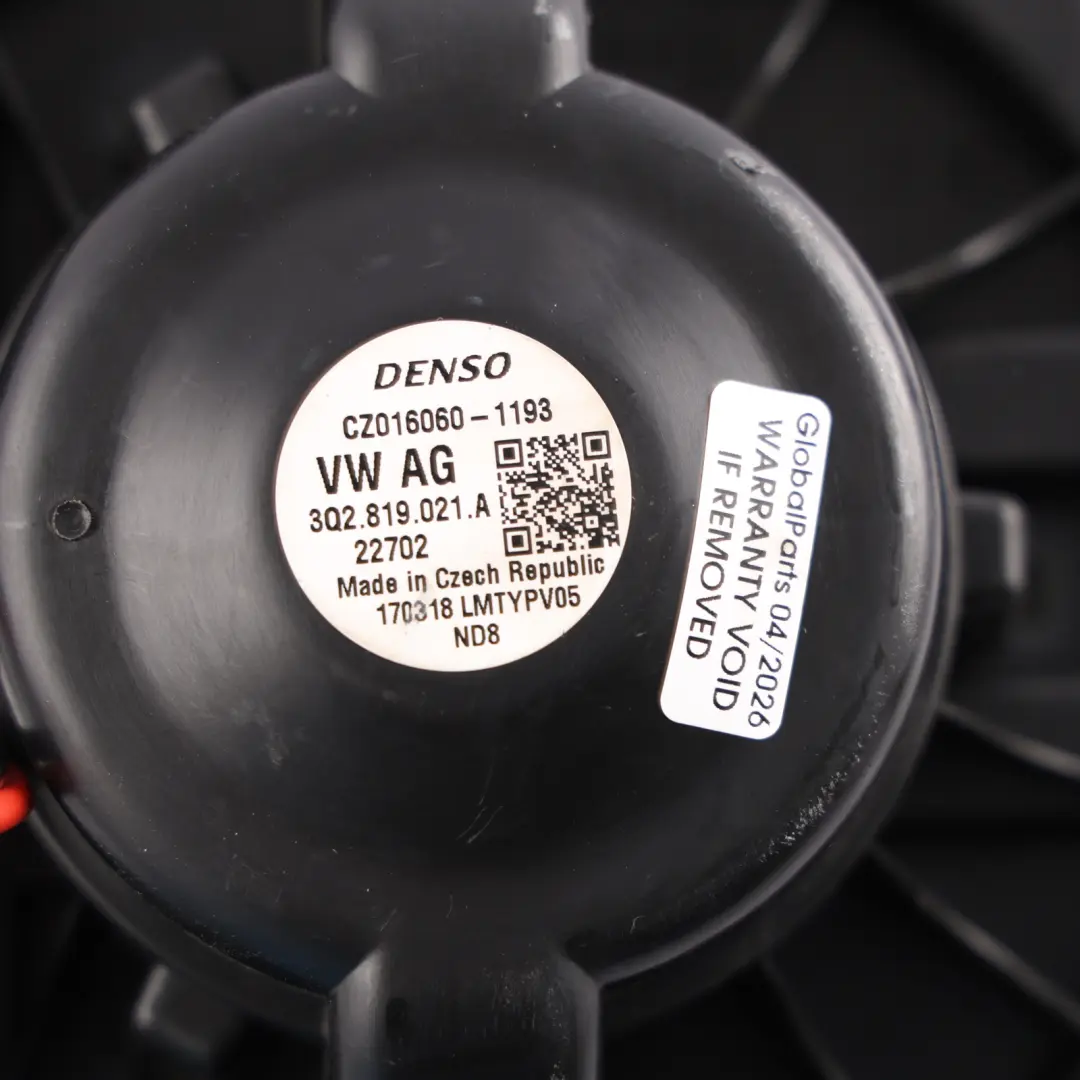 DENSO
CZ016060-1193
VW AG
3Q2.819.021.A
22702
Made in Czech Republic
170318 LMTYPV05
ND8
GlobalParts 04/2026
WARRANTY VOID
IF REMOVED